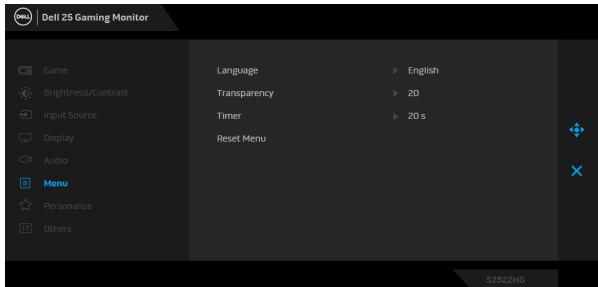 DELL Dell 25 Gaming Monitor
Game
Brightness/Contrast
Input Source
Display
Audio
Menu
Personalize
Others
Language English
Transparency 20
Timer 20 s
Reset Menu
S2522HG